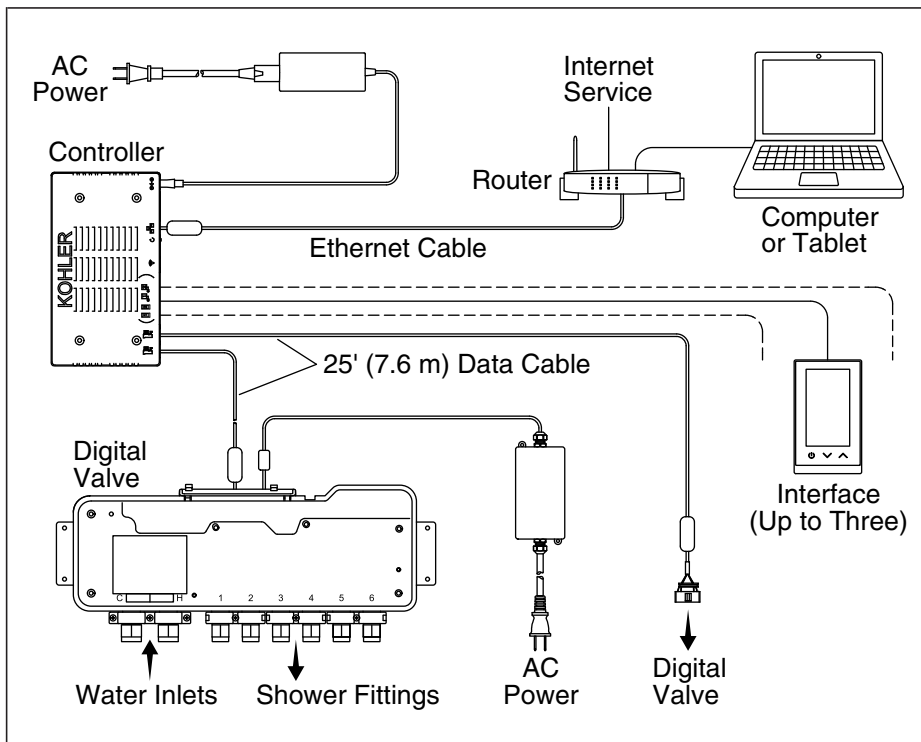 AC
Power
Internet
Service
Controller
Router
Computer
or Tablet
KOHLER
Ethernet Cable
25' (7.6 m) Data Cable
Digital
Valve
Interface
(Up to Three)
C H 1 2 3 4 5 6
Water Inlets
Shower Fittings
AC
Power
Digital
Valve